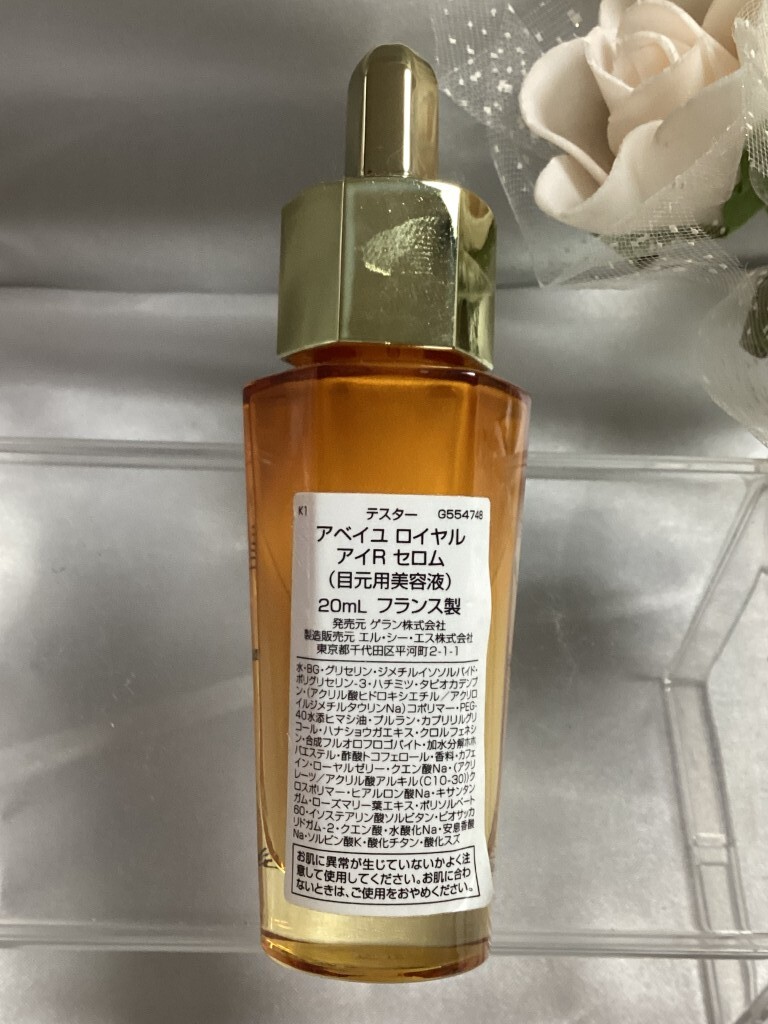 K1 テスター G554748
アベイユ ロイヤル
アイR セロム
(目元用美容液)
20mL フランス製
発売元 ゲラン株式会社
製造販売元 エル・シー・エス株式会社
東京都千代田区平河町2-1-1
水・BG・グリセリン・ジメチルイソソルバイド・
ポリグリセリン-3・ハチミツ・タピオカデンプ
ン・(アクリル酸ヒドロキシエチル/アクリロ
イルジメチルタウリンNa)コポリマー・PEG-
40水添ヒマシ油・プルラン・カプリリルグリ
コール・ハナショウガエキス・クロルフェネシ
ン・合成フルオロフロゴパイト・加水分解ホホ
バエステル・酢酸トコフェロール・香料・カフェ
イン・ローヤルゼリー・クエン酸Na・(アクリ
レーツ/アクリル酸アルキル(C10-30))ク
ロスポリマー・ヒアルロン酸Na・キサンタン
ガム・ローズマリー葉エキス・ポリソルベート
60・イソステアリン酸ソルビタン・ビオサッカ
リドガム-2・クエン酸・水酸化Na・安息香酸
Na・ソルビン酸K・酸化チタン・酸化スズ
お肌に異常が生じていないかよく注
意して使用してください。お肌に合わ
ないときは、ご使用をおやめください。